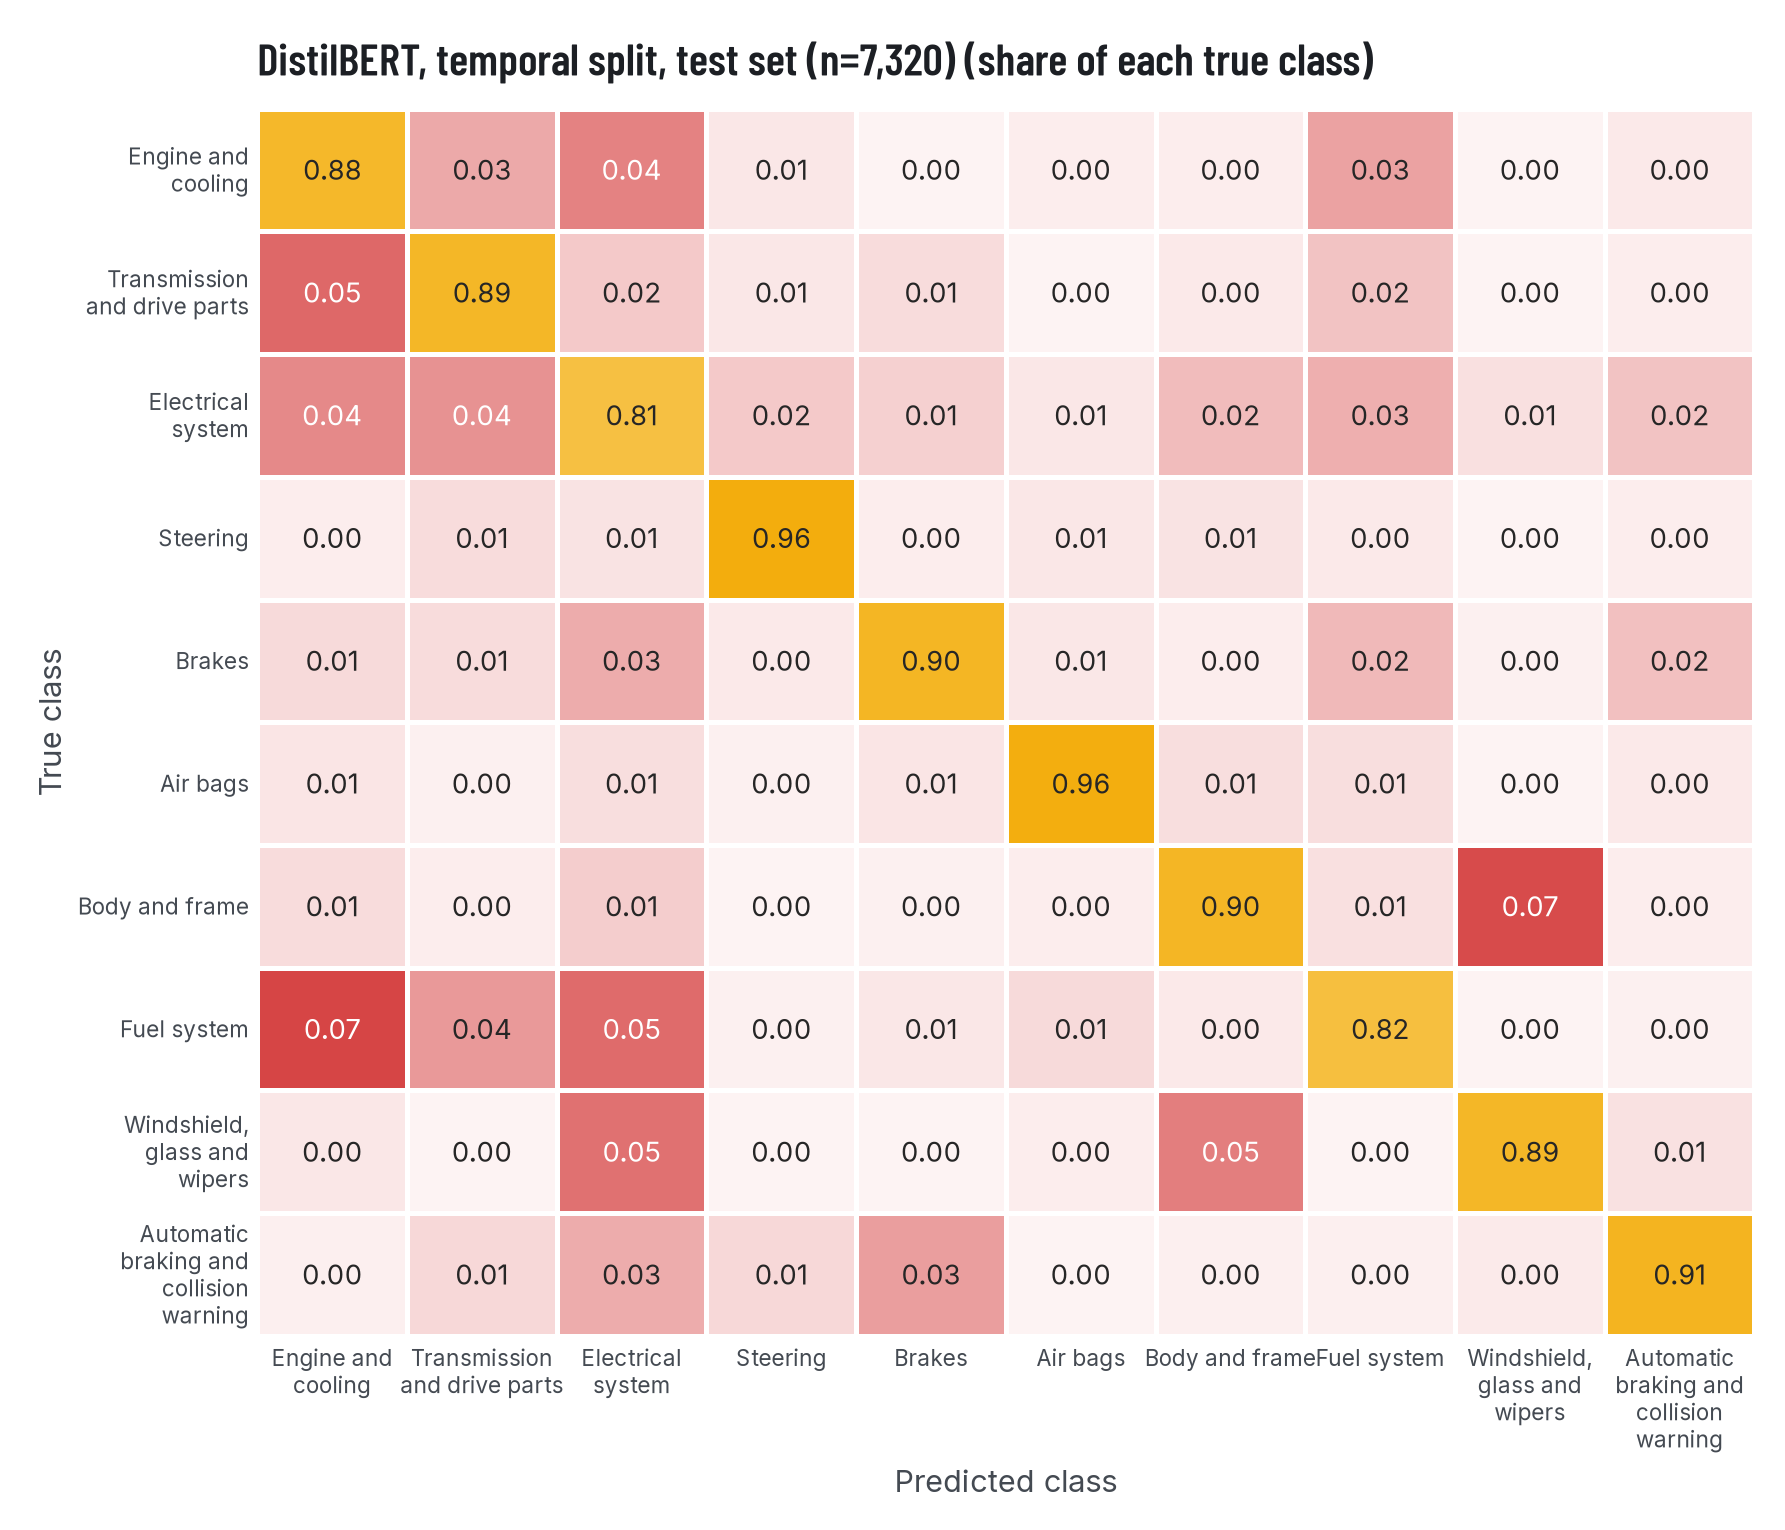 DistilBERT, temporal split, test set (n=7,320) (share of each true class)
Engine and
cooling
0.88 0.03 0.04 0.01 0.00 0.00 0.00 0.03 0.00 0.00
Transmission
and drive parts
0.05 0.89 0.02 0.01 0.01 0.00 0.00 0.02 0.00 0.00
Electrical
system
0.04 0.04 0.81 0.02 0.01 0.01 0.02 0.03 0.01 0.02
Steering
0.00 0.01 0.01 0.96 0.00 0.01 0.01 0.00 0.00 0.00
Brakes
0.01 0.01 0.03 0.00 0.90 0.01 0.00 0.02 0.00 0.02
Air bags
0.01 0.00 0.01 0.00 0.01 0.96 0.01 0.01 0.00 0.00
Body and frame
0.01 0.00 0.01 0.00 0.00 0.00 0.90 0.01 0.07 0.00
Fuel system
0.07 0.04 0.05 0.00 0.01 0.01 0.00 0.82 0.00 0.00
Windshield,
glass and
wipers
0.00 0.00 0.05 0.00 0.00 0.00 0.05 0.00 0.89 0.01
Automatic
braking and
collision
warning
0.00 0.01 0.03 0.01 0.03 0.00 0.00 0.00 0.00 0.91
True class
Engine and
cooling
Transmission
and drive parts
Electrical
system
Steering
Brakes
Air bags
Body and frame
Fuel system
Windshield,
glass and
wipers
Automatic
braking and
collision
warning
Predicted class